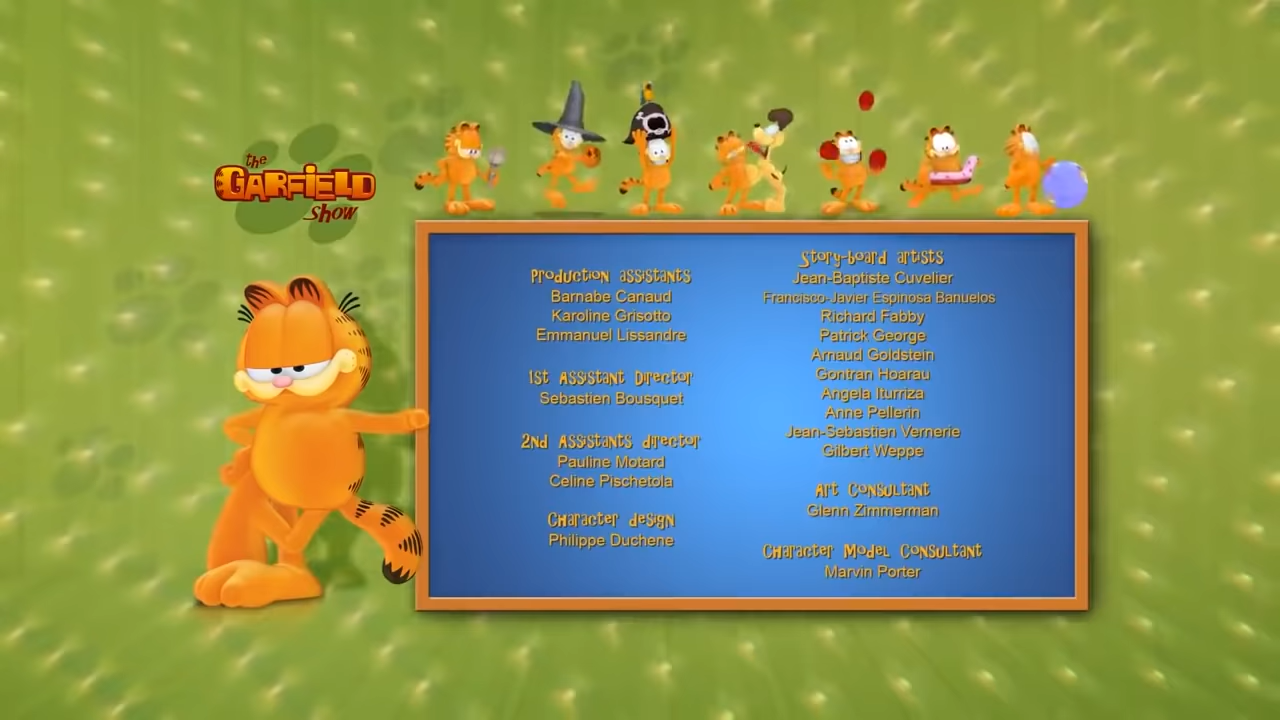 the
GARFIELD
show
Production assistants
Barnabe Canaud
Karoline Grisotto
Emmanuel Lissandre
1st Assistant Director
Sebastien Bousquet
2nd Assistants director
Pauline Motard
Celine Pischetola
Character design
Philippe Duchene
Story-board artists
Jean-Baptiste Cuvelier
Francisco-Javier Espinosa Banuelos
Richard Fabby
Patrick George
Arnaud Goldstein
Gontran Hoarau
Angela Iturriza
Anne Pellerin
Jean-Sebastien Vernerie
Gilbert Weppe
Art Consultant
Glenn Zimmerman
Character Model Consultant
Marvin Porter